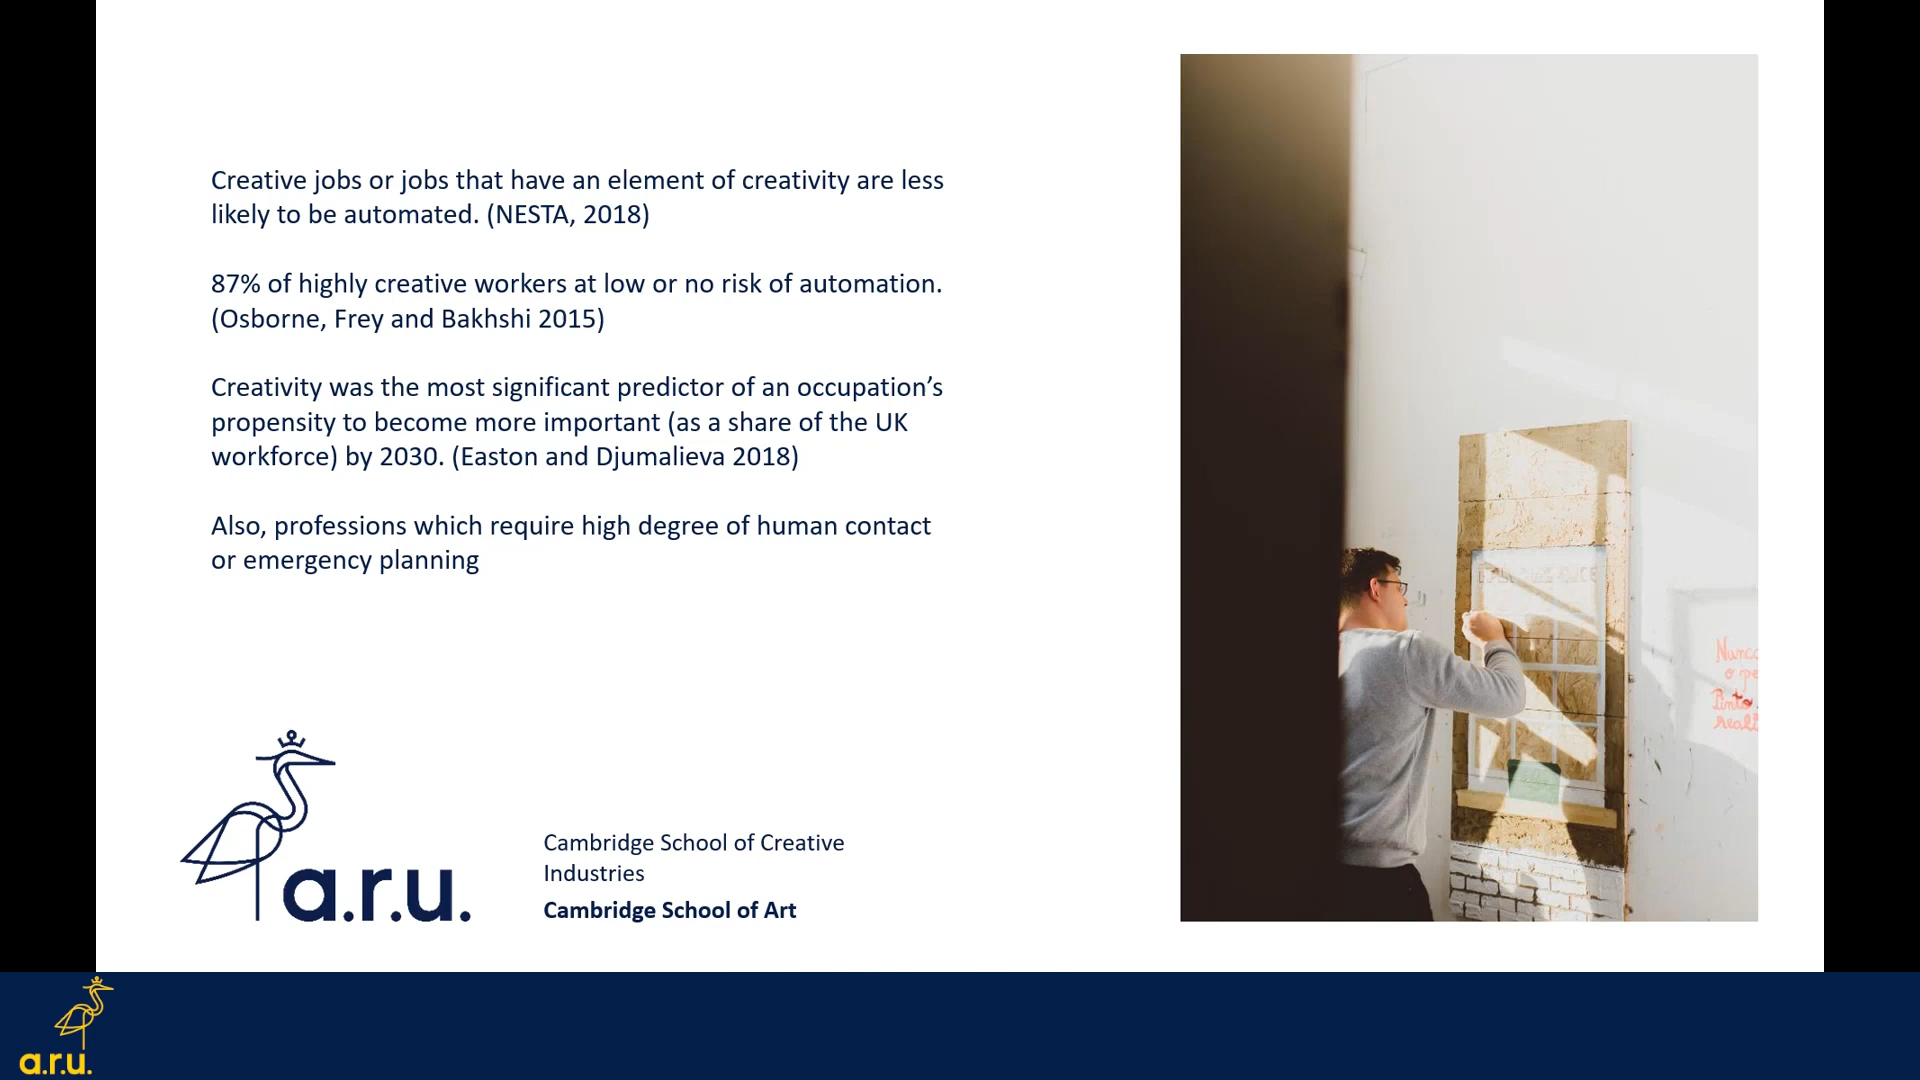 Creative jobs or jobs that have an element of creativity are less
likely to be automated. (NESTA, 2018)
87% of highly creative workers at low or no risk of automation.
(Osborne, Frey and Bakhshi 2015)
Creativity was the most significant predictor of an occupation’s
propensity to become more important (as a share of the UK
workforce) by 2030. (Easton and Djumalieva 2018)
Also, professions which require high degree of human contact
or emergency planning
a.r.u.
Cambridge School of Creative
Industries
Cambridge School of Art
Pinto
a.r.u.